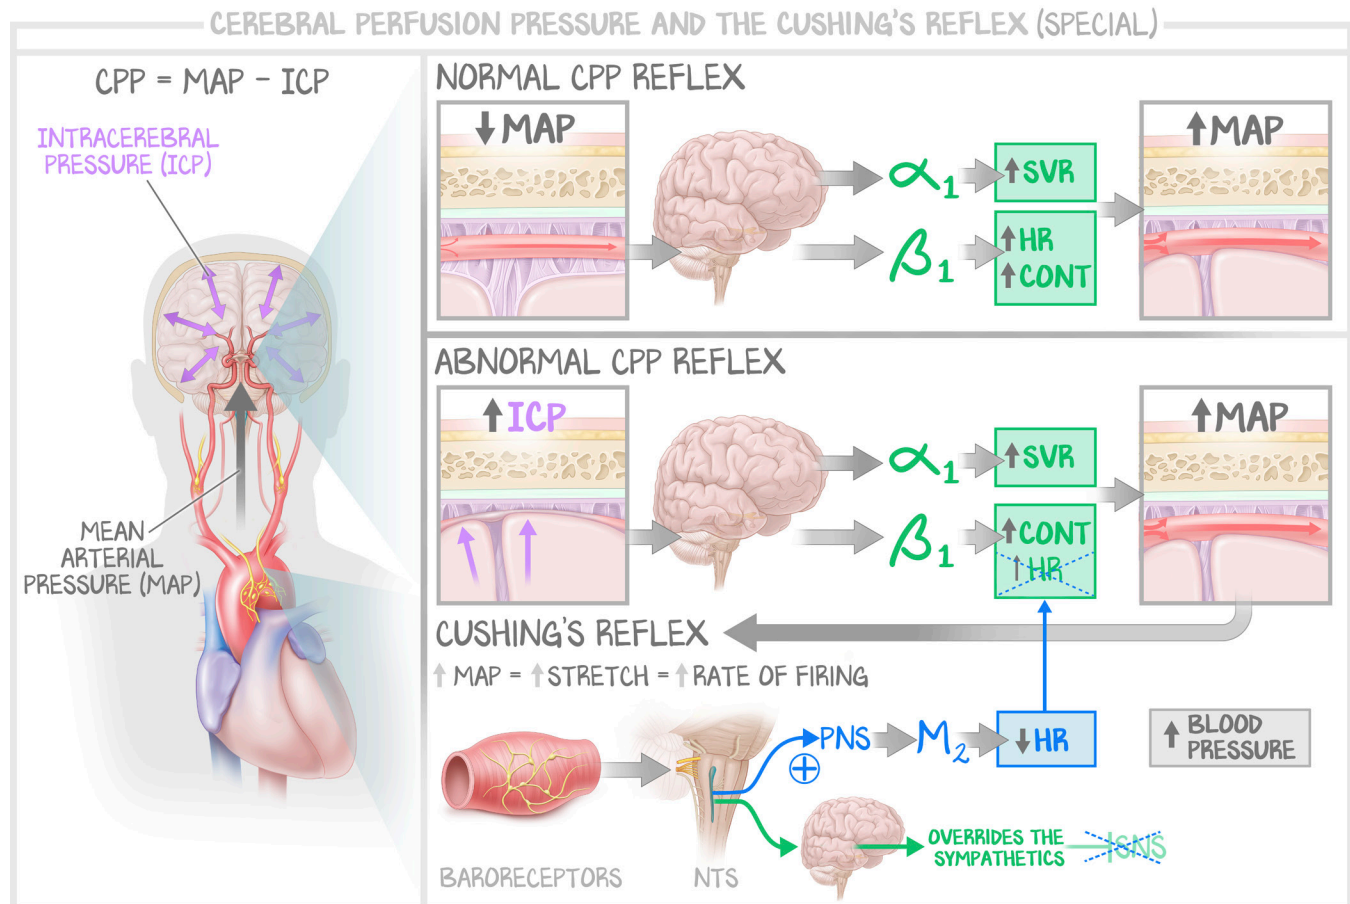 CEREBRAL PERFUSION PRESSURE AND THE CUSHING'S REFLEX (SPECIAL)
CPP = MAP - ICP
INTRACEREBRAL
PRESSURE (ICP)
MEAN
ARTERIAL
PRESSURE (MAP)
NORMAL CPP REFLEX
↓ MAP
α1
↑ SVR
β1
↑ HR
↑ CONT
↑ MAP
ABNORMAL CPP REFLEX
↑ ICP
α1
↑ SVR
β1
↑ CONT
↑ HR
↑ MAP
CUSHING'S REFLEX
↑ MAP = ↑ STRETCH = ↑ RATE OF FIRING
BARORECEPTORS
NTS
PNS
+
M2
↓ HR
↑ BLOOD
PRESSURE
OVERRIDES THE
SYMPATHETICS
SNS